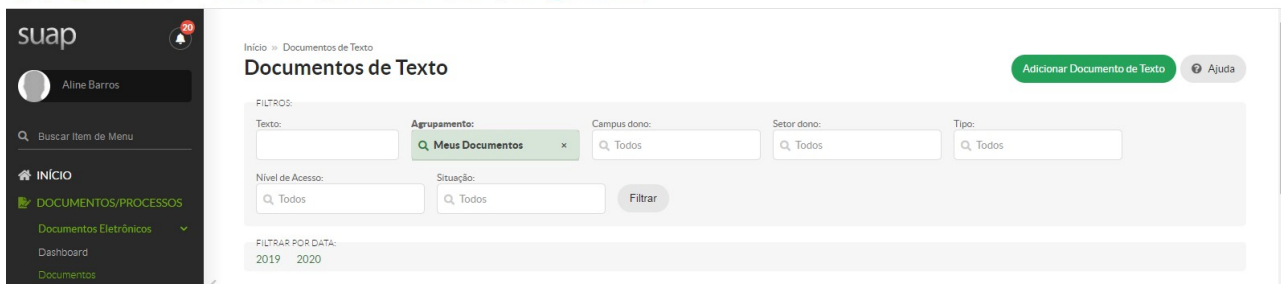 suap
20
Aline Barros
Buscar Item de Menu
INÍCIO
DOCUMENTOS/PROCESSOS
Documentos Eletrônicos
Dashboard
Documentos
Início » Documentos de Texto
Documentos de Texto
Adicionar Documento de Texto
Ajuda
FILTROS:
Texto:
Agrupamento:
Campus dono:
Setor dono:
Tipo:
Meus Documentos ×
Todos
Todos
Todos
Nível de Acesso:
Situação:
Todos
Todos
Filtrar
FILTRAR POR DATA:
2019 2020